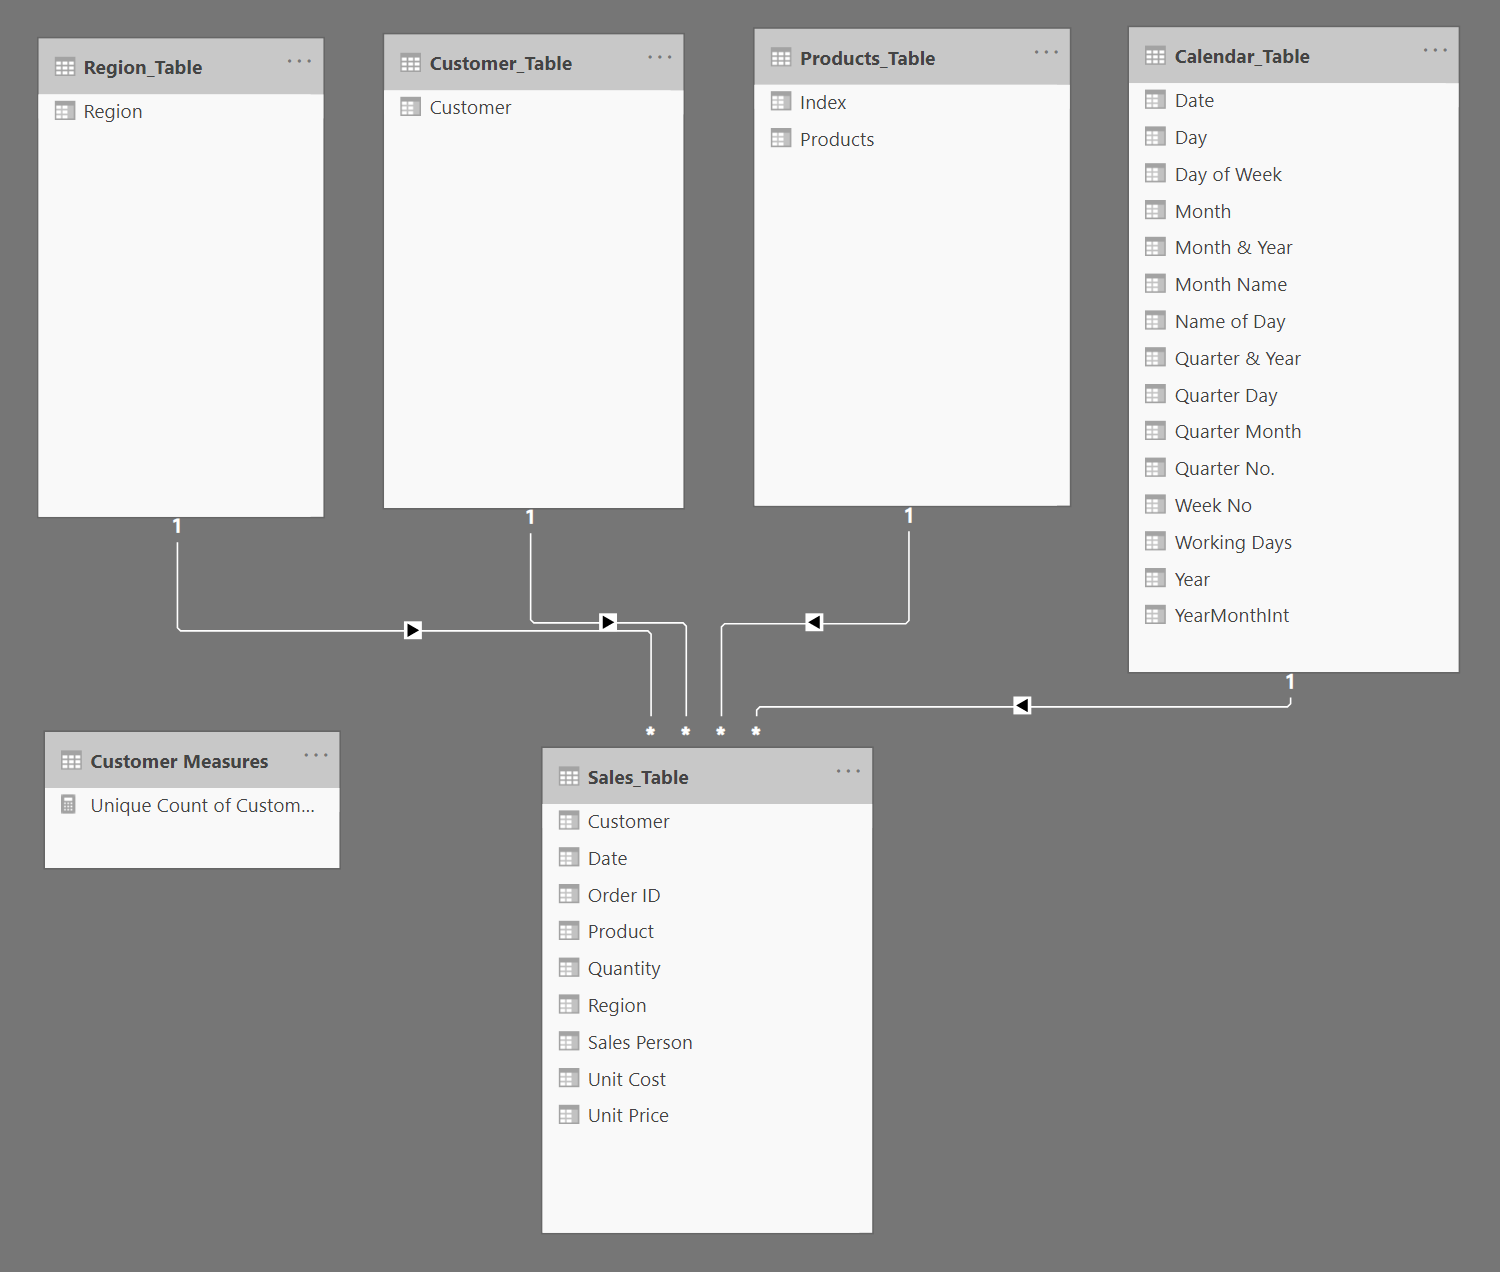 Region_Table
Region
Customer_Table
Customer
Products_Table
Index
Products
Calendar_Table
Date
Day
Day of Week
Month
Month & Year
Month Name
Name of Day
Quarter & Year
Quarter Day
Quarter Month
Quarter No.
Week No
Working Days
Year
YearMonthInt
1
1
1
1
* * * *
Customer Measures
Unique Count of Custom...
Sales_Table
Customer
Date
Order ID
Product
Quantity
Region
Sales Person
Unit Cost
Unit Price